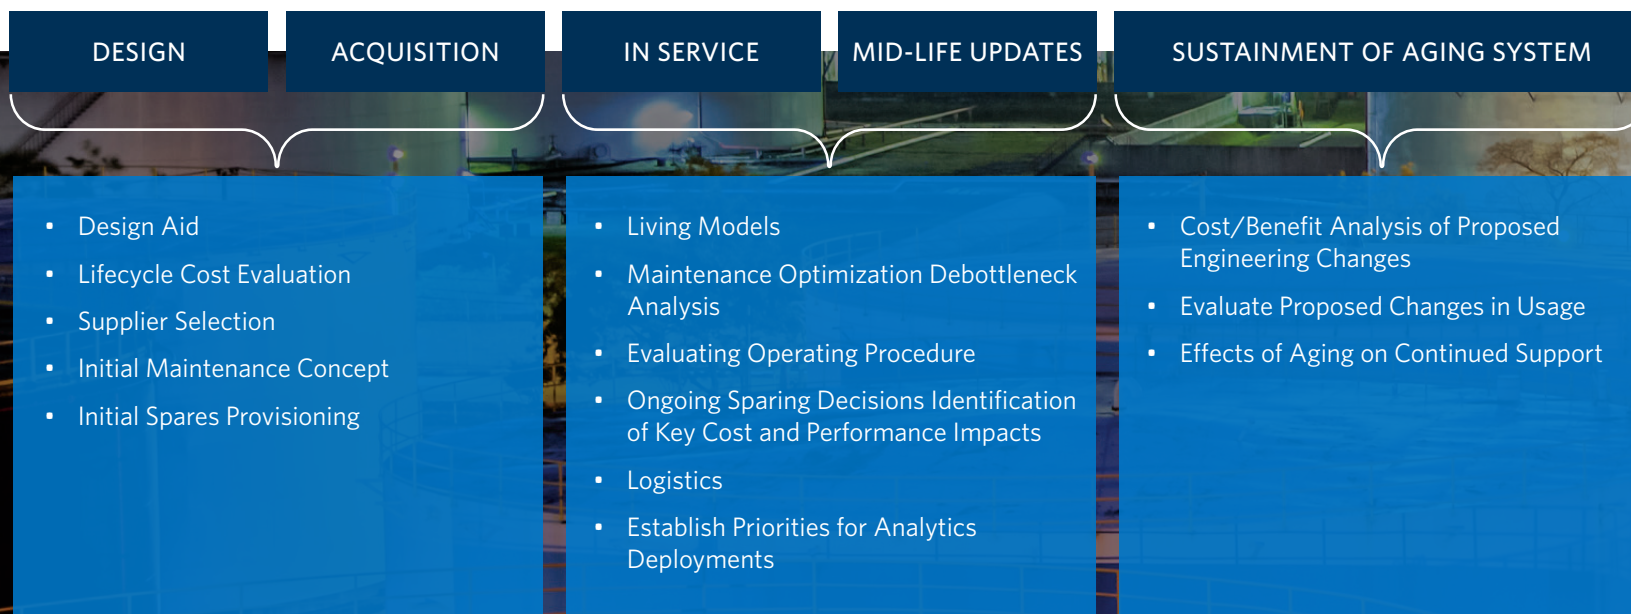 DESIGN
ACQUISITION
IN SERVICE
MID-LIFE UPDATES
SUSTAINMENT OF AGING SYSTEM
• Design Aid
• Lifecycle Cost Evaluation
• Supplier Selection
• Initial Maintenance Concept
• Initial Spares Provisioning
• Living Models
• Maintenance Optimization Debottleneck
Analysis
• Evaluating Operating Procedure
• Ongoing Sparing Decisions Identification
of Key Cost and Performance Impacts
• Logistics
• Establish Priorities for Analytics
Deployments
• Cost/Benefit Analysis of Proposed
Engineering Changes
• Evaluate Proposed Changes in Usage
• Effects of Aging on Continued Support